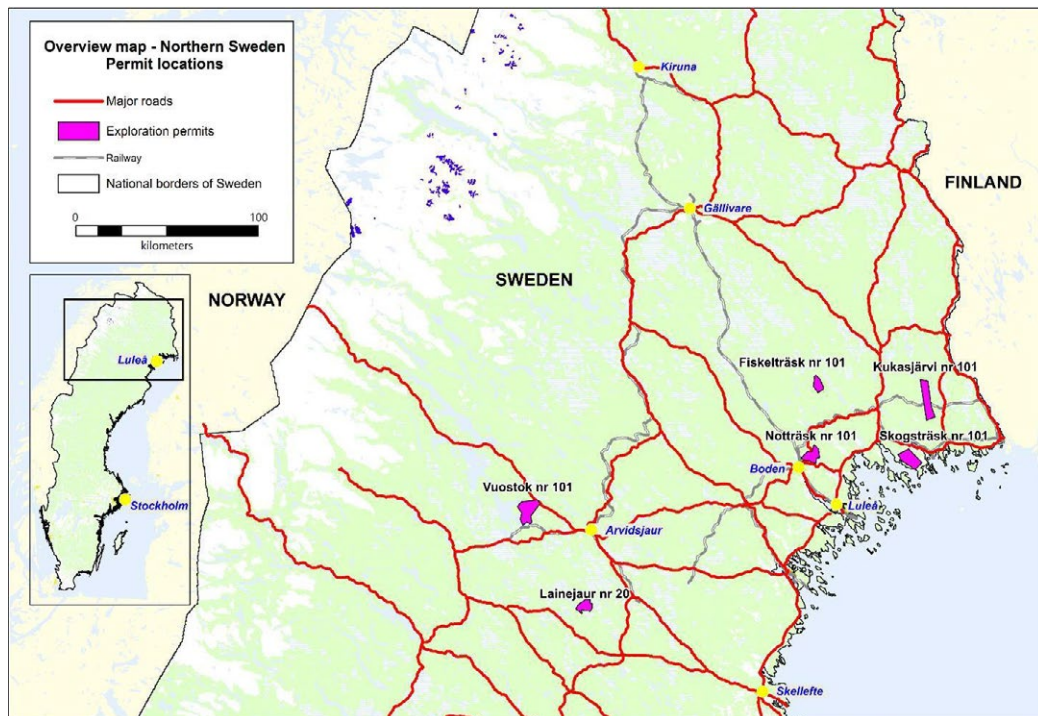 Overview map - Northern Sweden
Permit locations
Major roads
Exploration permits
Railway
National borders of Sweden
0 100
kilometers
Luleå
Stockholm
NORWAY
SWEDEN
FINLAND
Kiruna
Gällivare
Fiskelträsk nr 101
Kukasjärvi nr 101
Notträsk nr 101
Skogsträsk nr 101
Boden
Luleå
Vuostok nr 101
Arvidsjaur
Lainejaur nr 20
Skellefte